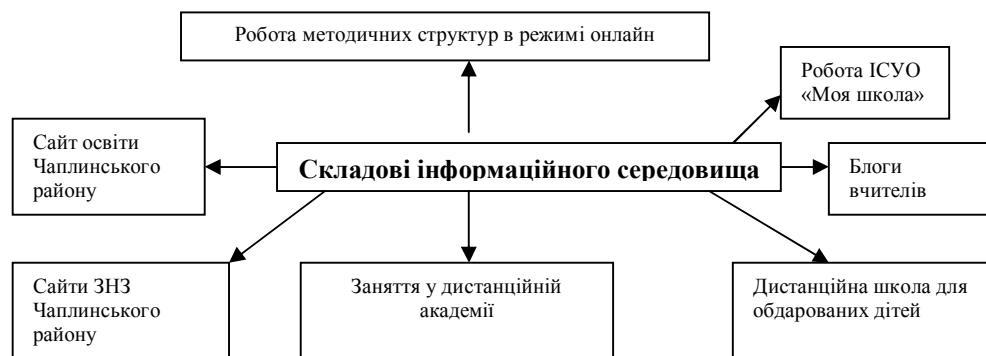 Робота методичних структур в режимі онлайн
Робота ІСУО
«Моя школа»
Сайт освіти
Чаплинського
району
Складові інформаційного середовища
Блоги
вчителів
Сайти ЗНЗ
Чаплинського
району
Заняття у дистанційній
академії
Дистанційна школа для
обдарованих дітей